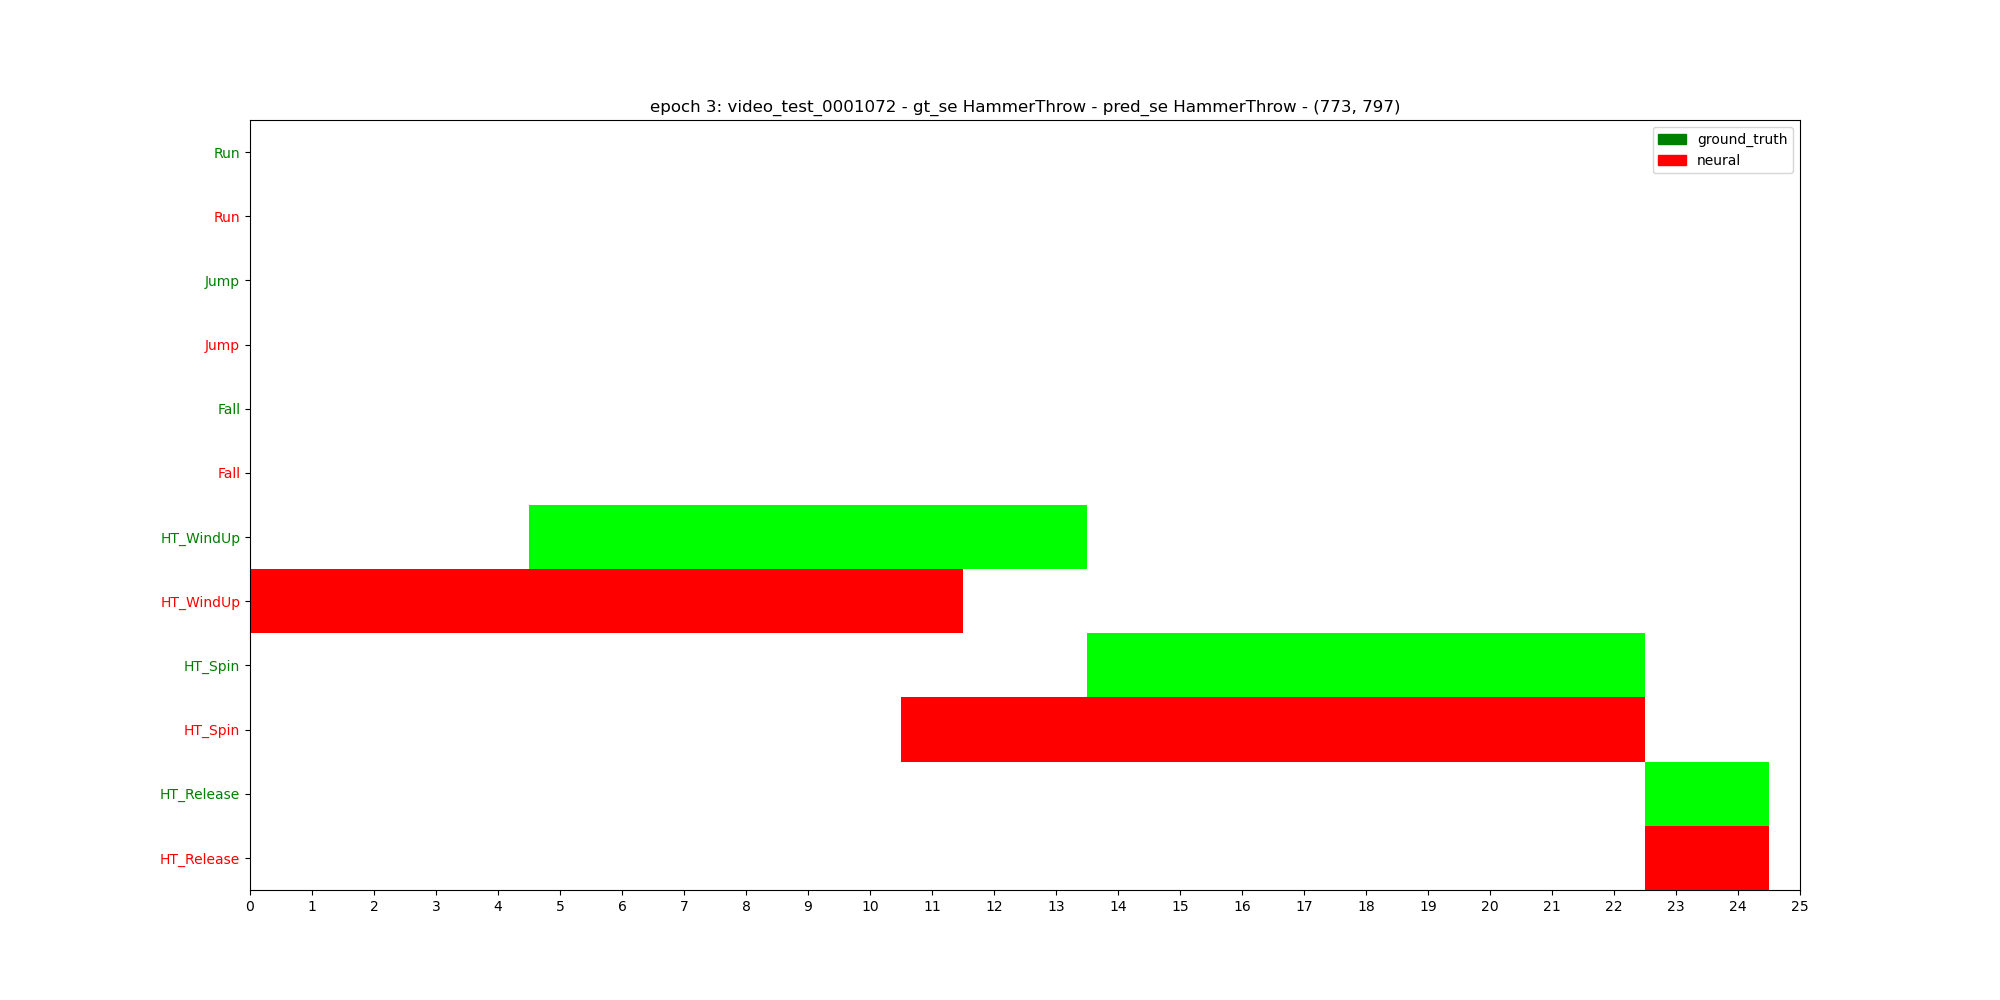 epoch 3: video_test_0001072 - gt_se HammerThrow - pred_se HammerThrow - (773, 797)
ground_truth
neural
Run
Run
Jump
Jump
Fall
Fall
HT_WindUp
HT_WindUp
HT_Spin
HT_Spin
HT_Release
HT_Release
0 1 2 3 4 5 6 7 8 9 10 11 12 13 14 15 16 17 18 19 20 21 22 23 24 25